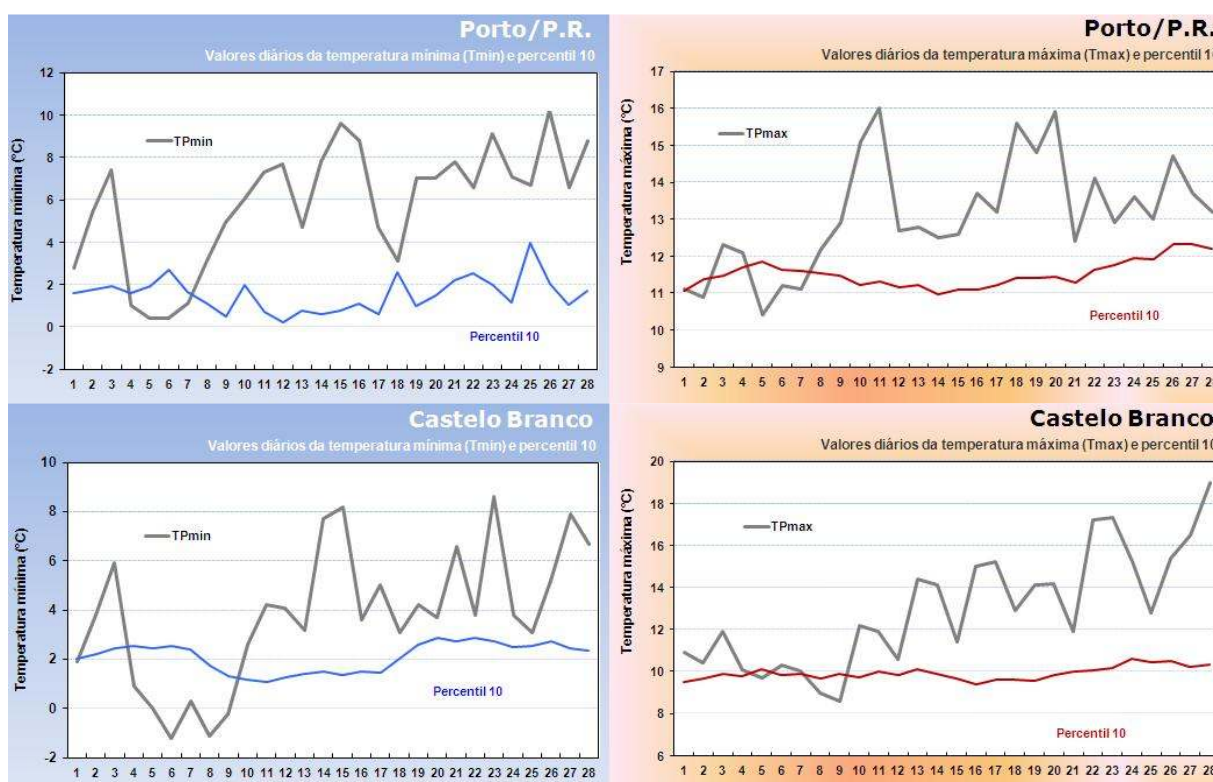 Porto/P.R.
Valores diários da temperatura mínima (Tmin) e percentil 10
Temperatura mínima (°C)
12
10
8
6
4
2
0
-2
TPmin
Percentil 10
1 2 3 4 5 6 7 8 9 10 11 12 13 14 15 16 17 18 19 20 21 22 23 24 25 26 27 28
Porto/P.R.
Valores diários da temperatura máxima (Tmax) e percentil 1
Temperatura máxima (°C)
17
16
15
14
13
12
11
10
9
TPmax
Percentil 10
1 2 3 4 5 6 7 8 9 10 11 12 13 14 15 16 17 18 19 20 21 22 23 24 25 26 27 2
Castelo Branco
Valores diários da temperatura mínima (Tmin) e percentil 10
Temperatura mínima (°C)
10
8
6
4
2
0
-2
TPmin
Percentil 10
1 2 3 4 5 6 7 8 9 10 11 12 13 14 15 16 17 18 19 20 21 22 23 24 25 26 27 28
Castelo Branco
Valores diários da temperatura máxima (Tmax) e percentil 10
Temperatura máxima (°C)
20
18
16
14
12
10
8
6
TPmax
Percentil 10
1 2 3 4 5 6 7 8 9 10 11 12 13 14 15 16 17 18 19 20 21 22 23 24 25 26 27 28